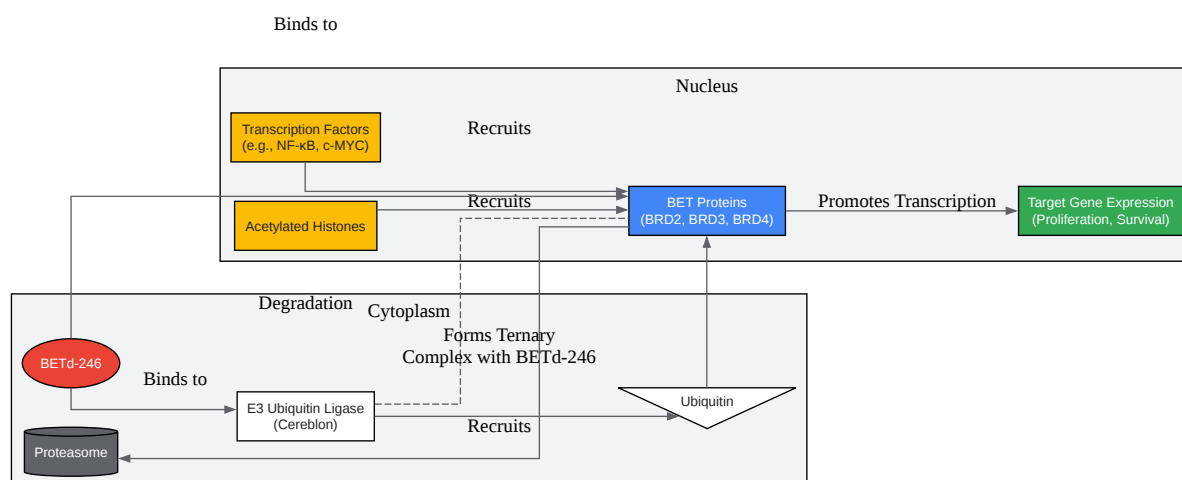 Binds to
Nucleus
Transcription Factors
(e.g., NF-κB, c-MYC)
Recruits
Acetylated Histones
Recruits
BET Proteins
(BRD2, BRD3, BRD4)
Promotes Transcription
Target Gene Expression
(Proliferation, Survival)
Degradation
Cytoplasm
Forms Ternary
Complex with BETd-246
BETd-246
Binds to
E3 Ubiquitin Ligase
(Cereblon)
Recruits
Ubiquitin
Proteasome